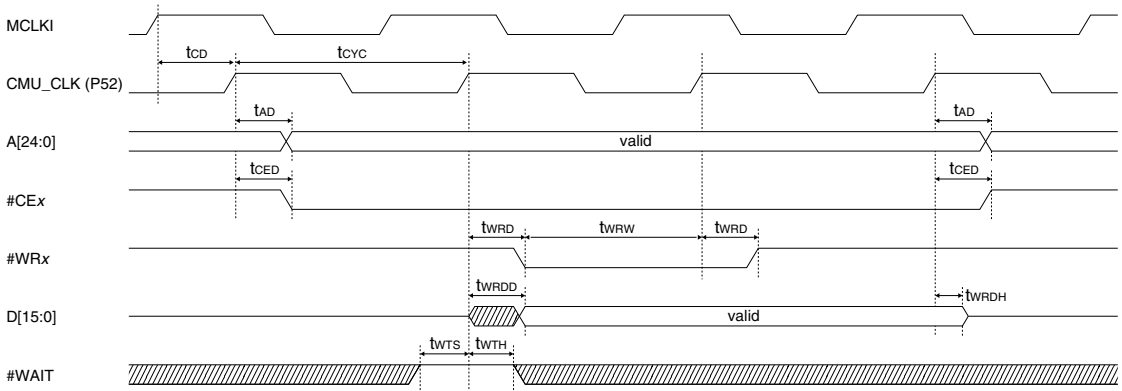 MCLKI
tCD tCYC
CMU_CLK (P52)
tAD tAD
A[24:0] valid
tCED tCED
#CEx
tWRD tWRW tWRD
#WRx
tWRDD tWRDH
D[15:0] valid
tWTS tWTH
#WAIT